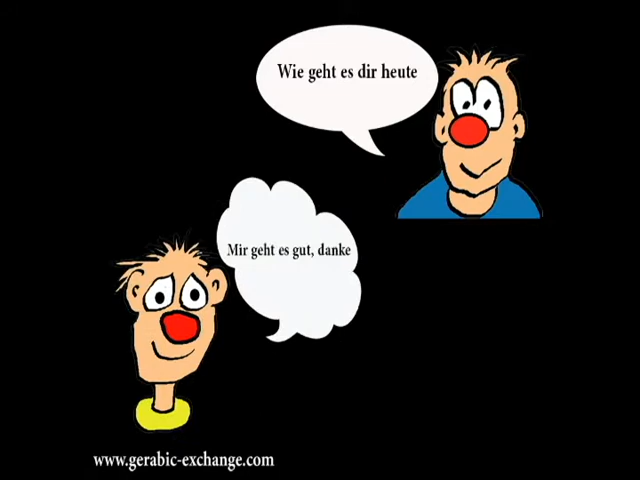 Wie geht es dir heute
Mir geht es gut, danke
www.gerabic-exchange.com